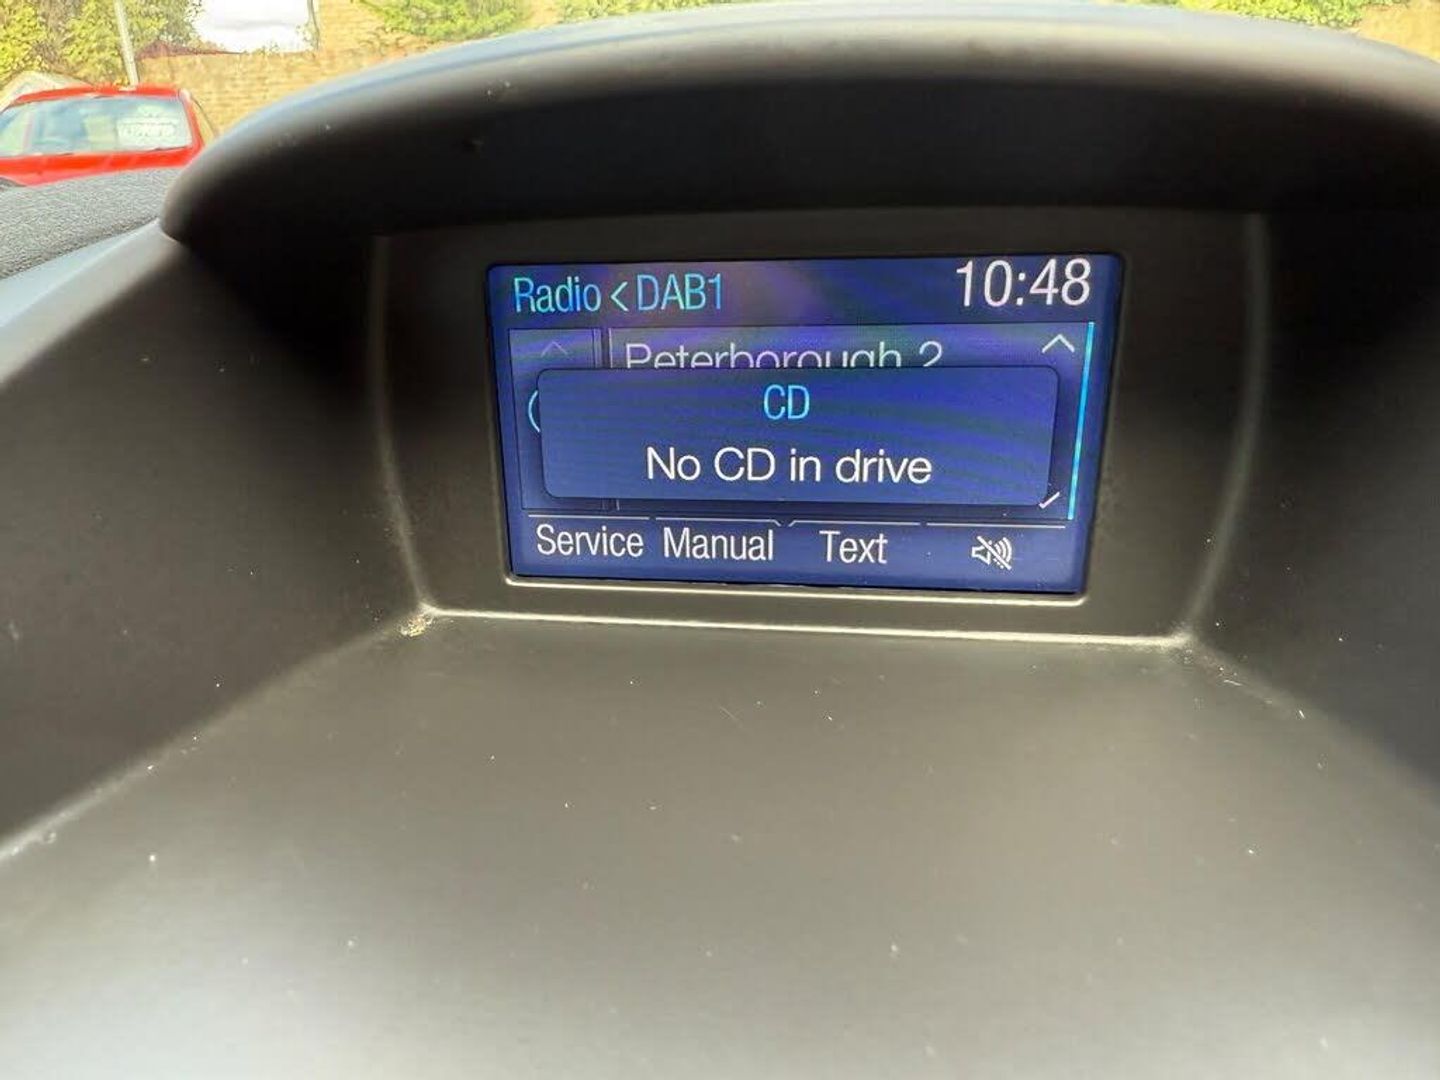 Radio < DAB1 10:48
Peterborough 2
CD
No CD in drive
Service Manual Text